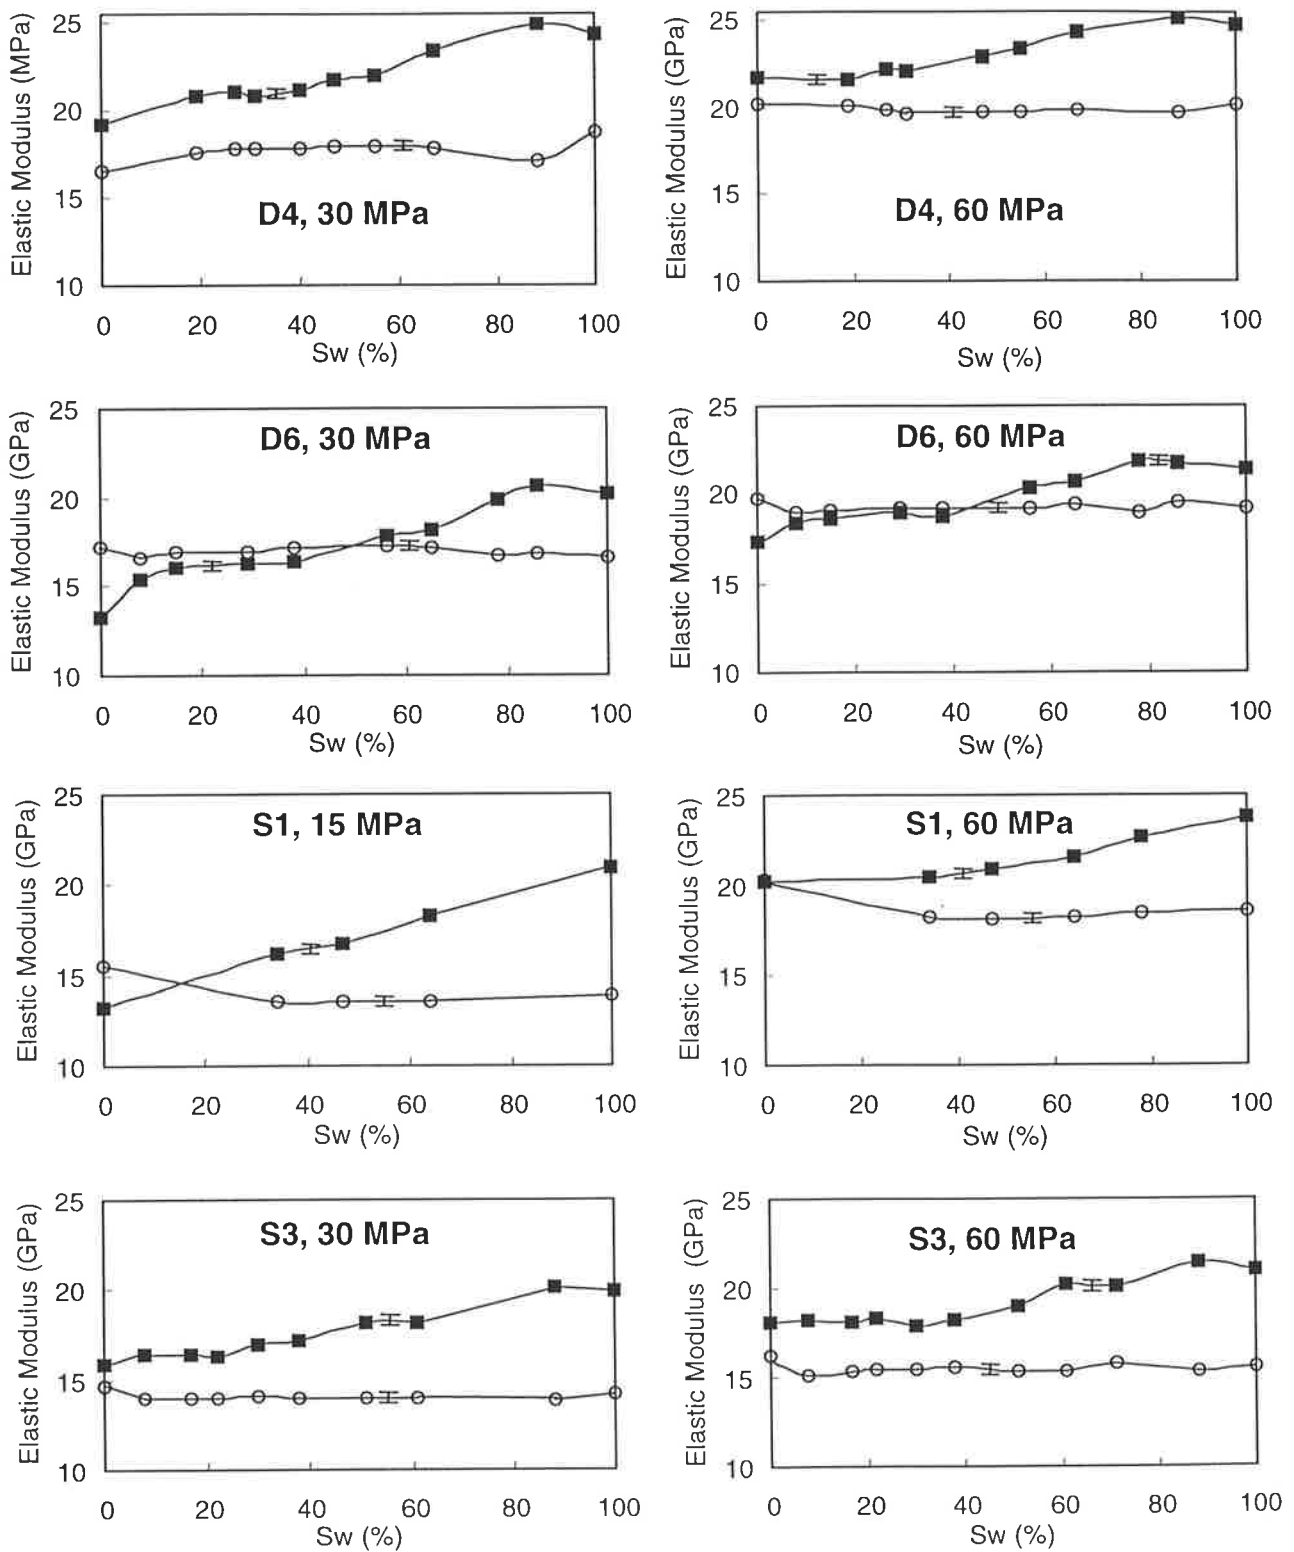 Elastic Modulus (MPa)
25
20
15
10
D4, 30 MPa
0 20 40 60 80 100
Sw (%)
Elastic Modulus (GPa)
25
20
15
10
D4, 60 MPa
0 20 40 60 80 100
Sw (%)
Elastic Modulus (GPa)
25
20
15
10
D6, 30 MPa
0 20 40 60 80 100
Sw (%)
Elastic Modulus (GPa)
25
20
15
10
D6, 60 MPa
0 20 40 60 80 100
Sw (%)
Elastic Modulus (GPa)
25
20
15
10
S1, 15 MPa
0 20 40 60 80 100
Sw (%)
Elastic Modulus (GPa)
25
20
15
10
S1, 60 MPa
0 20 40 60 80 100
Sw (%)
Elastic Modulus (GPa)
25
20
15
10
S3, 30 MPa
0 20 40 60 80 100
Sw (%)
Elastic Modulus (GPa)
25
20
15
10
S3, 60 MPa
0 20 40 60 80 100
Sw (%)